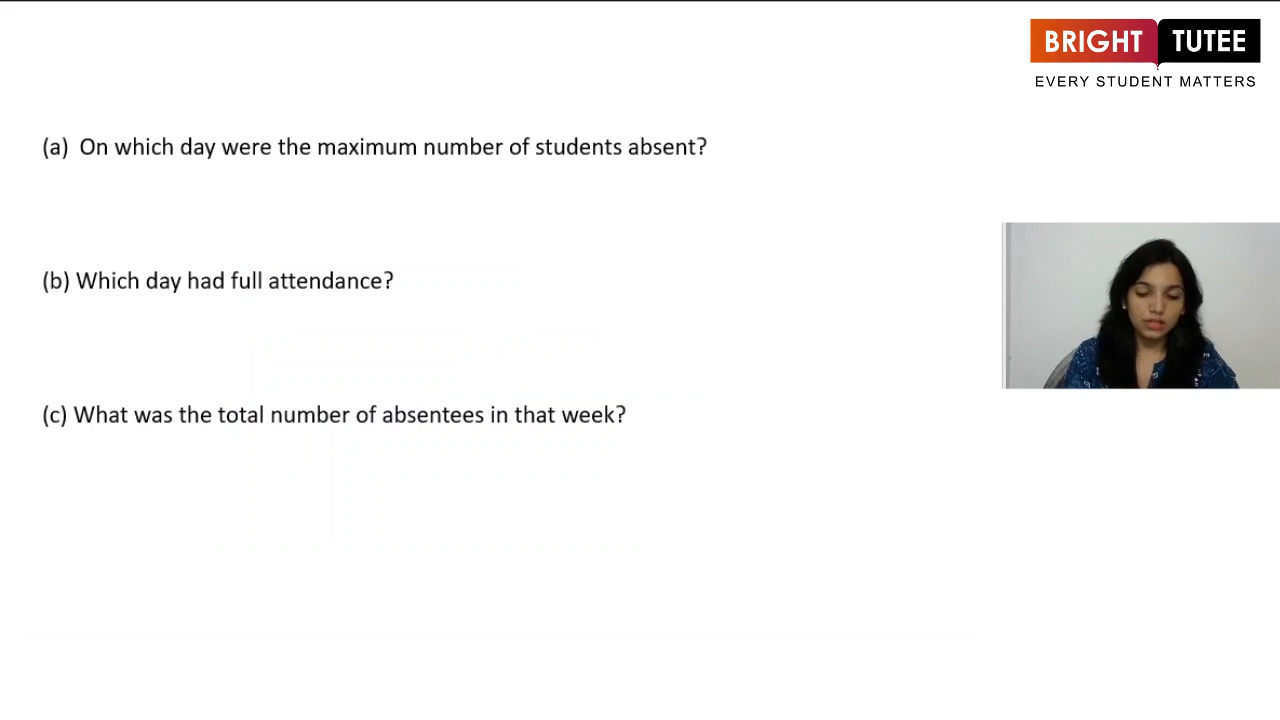 BRIGHT TUTEE
EVERY STUDENT MATTERS
(a) On which day were the maximum number of students absent?
(b) Which day had full attendance?
(c) What was the total number of absentees in that week?